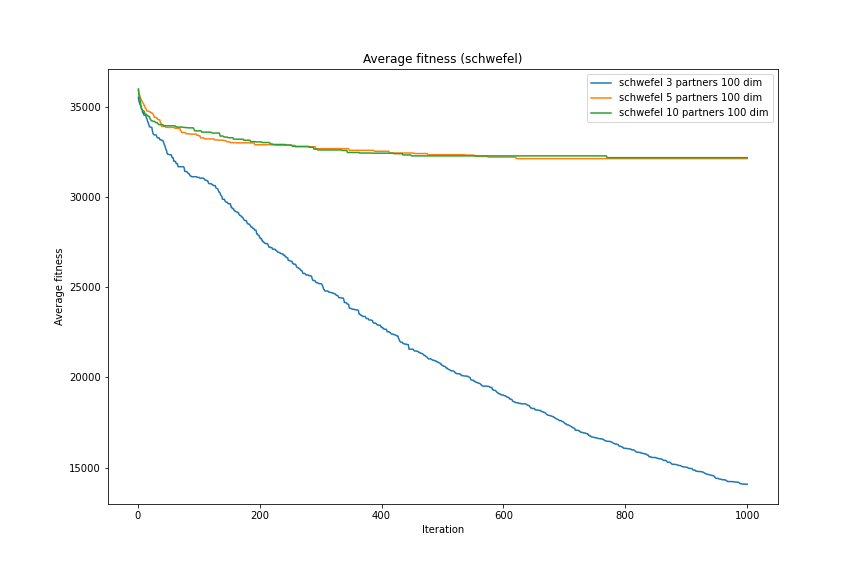 Average fitness (schwefel)
schwefel 3 partners 100 dim
schwefel 5 partners 100 dim
schwefel 10 partners 100 dim
35000
30000
25000
20000
15000
Average fitness
0 200 400 600 800 1000
Iteration